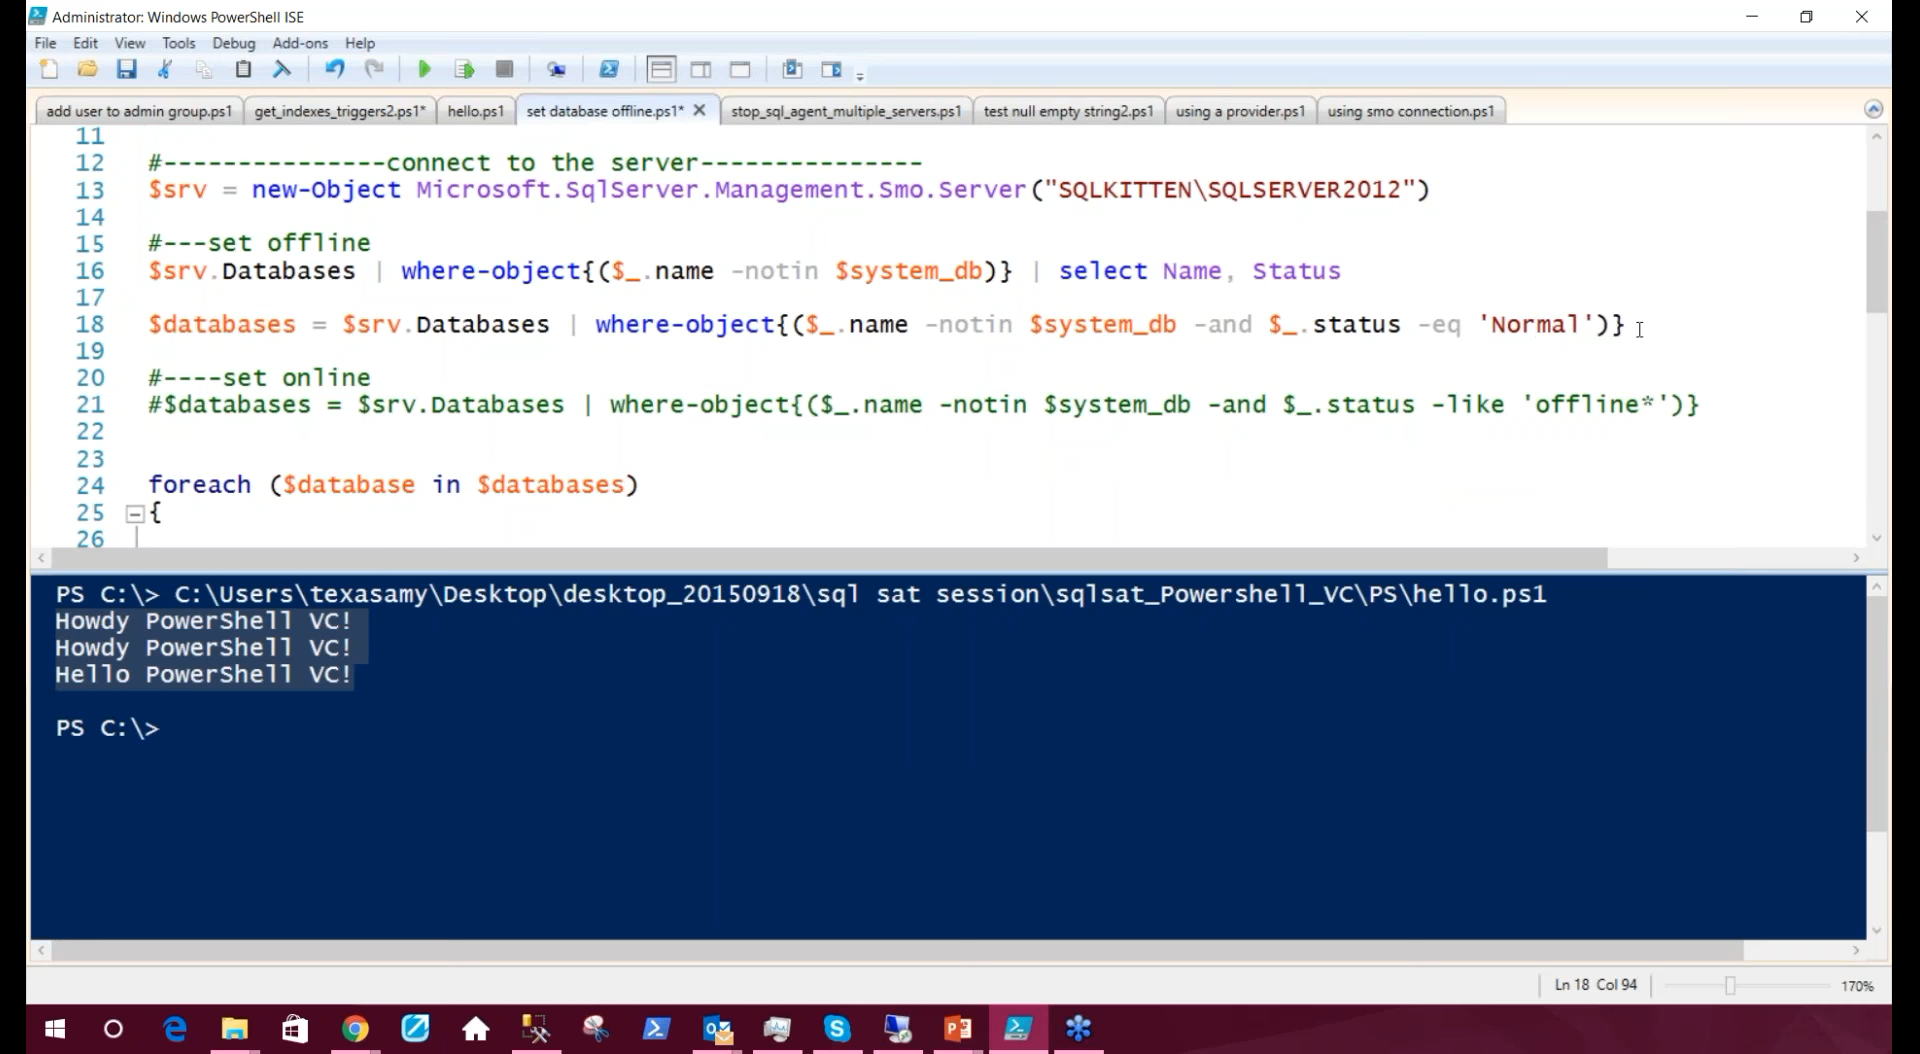 Administrator: Windows PowerShell ISE
File Edit View Tools Debug Add-ons Help
add user to admin group.ps1 get_indexes_triggers2.ps1* hello.ps1 set database offline.ps1* stop_sql_agent_multiple_servers.ps1 test null empty string2.ps1 using a provider.ps1 using smo connection.ps1
11
12 #---------------connect to the server---------------
13 $srv = new-Object Microsoft.SqlServer.Management.Smo.Server("SQLKITTEN\SQLSERVER2012")
14
15 #---set offline
16 $srv.Databases | where-object{($_.name -notin $system_db)} | select Name, Status
17
18 $databases = $srv.Databases | where-object{($_.name -notin $system_db -and $_.status -eq 'Normal')}
19
20 #----set online
21 #$databases = $srv.Databases | where-object{($_.name -notin $system_db -and $_.status -like 'offline*')}
22
23
24 foreach ($database in $databases)
25 {
26
PS C:\> C:\Users\texasamy\Desktop\desktop_20150918\sql sat session\sqlsat_Powershell_VC\PS\hello.ps1
Howdy PowerShell VC!
Howdy PowerShell VC!
Hello PowerShell VC!
PS C:\>
Ln 18 Col 94 170%